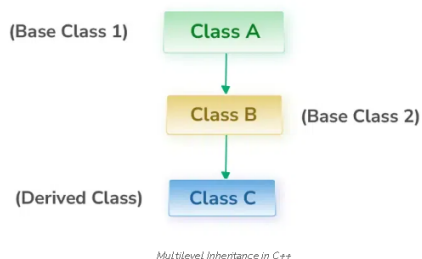 (Base Class 1)
Class A
Class B
(Base Class 2)
(Derived Class)
Class C
Multilevel Inheritance in C++